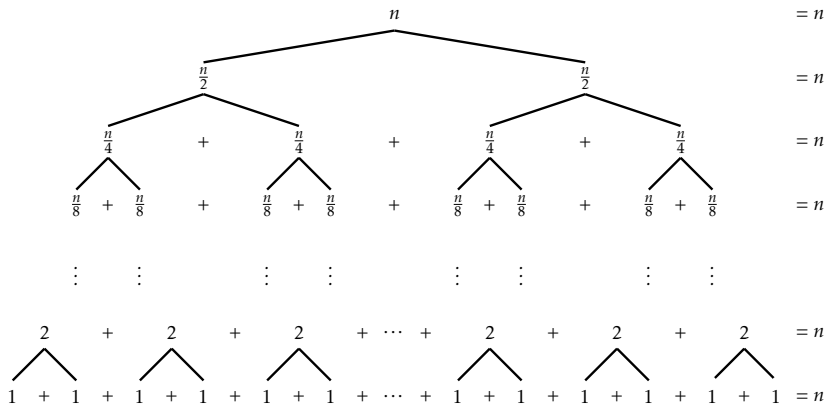 n = n
n/2 n/2 = n
n/4 + n/4 + n/4 + n/4 = n
n/8 + n/8 + n/8 + n/8 + n/8 + n/8 + n/8 + n/8 = n
⋮ ⋮ ⋮ ⋮ ⋮ ⋮ ⋮ ⋮
2 + 2 + 2 + ⋯ + 2 + 2 + 2 = n
1 + 1 + 1 + 1 + 1 + 1 + ⋯ + 1 + 1 + 1 + 1 + 1 + 1 = n